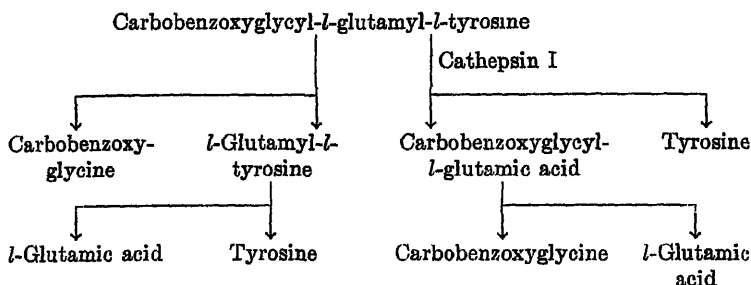 Carbobenzoxyglycyl-l-glutamyl-l-tyrosine
Cathepsin I
Carbobenzoxy-
glycine
l-Glutamyl-l-
tyrosine
Carbobenzoxyglycyl-
l-glutamic acid
Tyrosine
l-Glutamic acid
Tyrosine
Carbobenzoxyglycine
l-Glutamic
acid